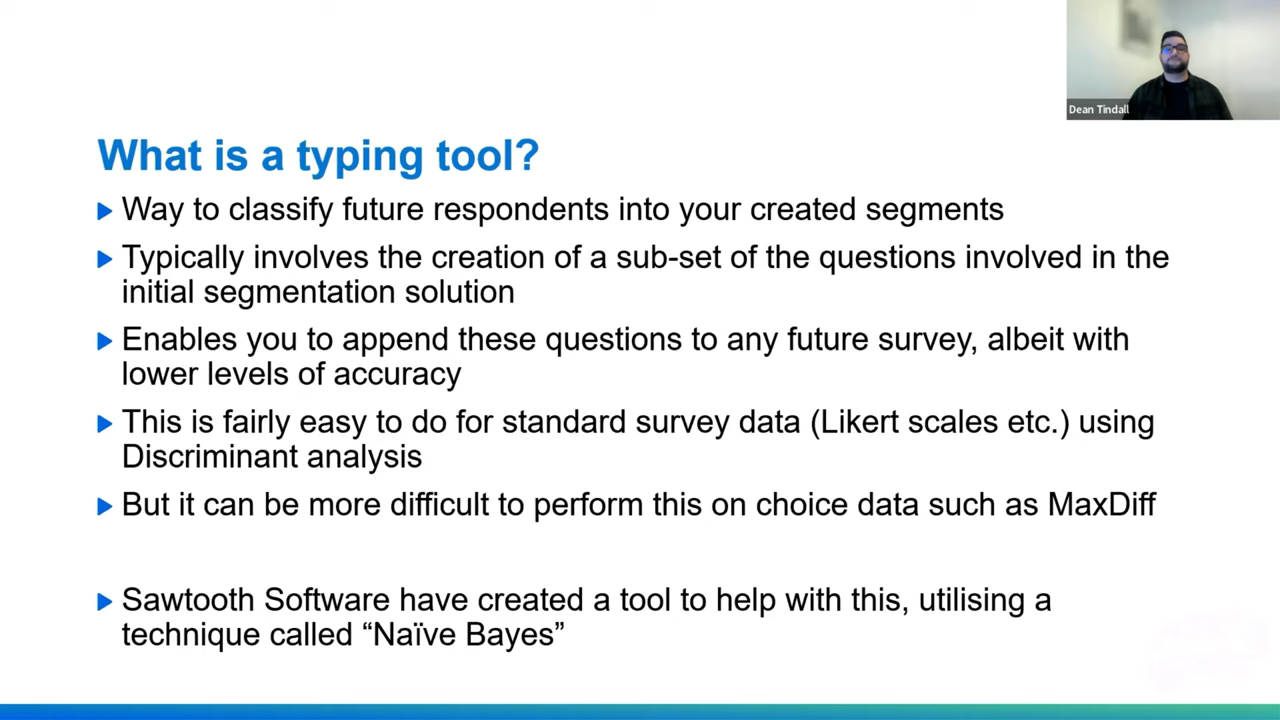 Dean Tindall
What is a typing tool?
Way to classify future respondents into your created segments
Typically involves the creation of a sub-set of the questions involved in the
initial segmentation solution
Enables you to append these questions to any future survey, albeit with
lower levels of accuracy
This is fairly easy to do for standard survey data (Likert scales etc.) using
Discriminant analysis
But it can be more difficult to perform this on choice data such as MaxDiff
Sawtooth Software have created a tool to help with this, utilising a
technique called “Naïve Bayes”